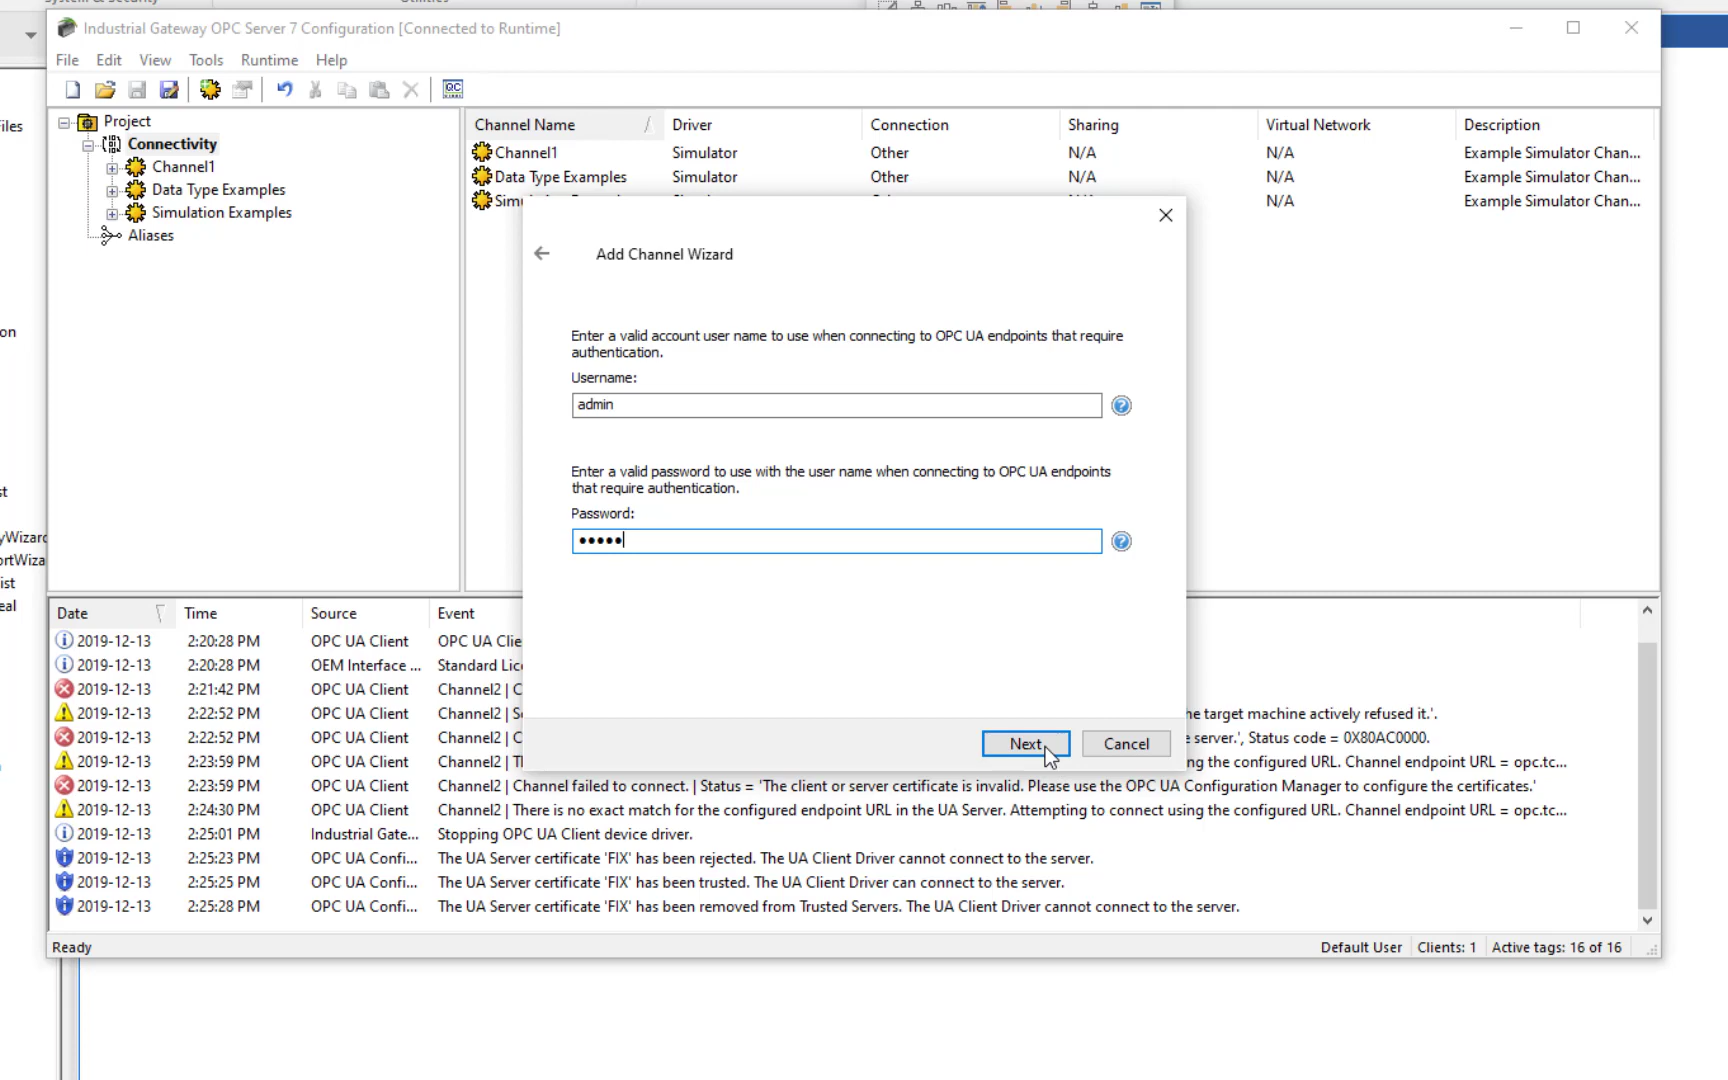 Industrial Gateway OPC Server 7 Configuration [Connected to Runtime]
File Edit View Tools Runtime Help
Project
Connectivity
Channel1
Data Type Examples
Simulation Examples
Aliases
Channel Name Driver Connection Sharing Virtual Network Description
Channel1 Simulator Other N/A N/A Example Simulator Chan...
Data Type Examples Simulator Other N/A N/A Example Simulator Chan...
N/A Example Simulator Chan...
Add Channel Wizard
Enter a valid account user name to use when connecting to OPC UA endpoints that require
authentication.
Username:
admin
Enter a valid password to use with the user name when connecting to OPC UA endpoints
that require authentication.
Password:
•••••
Next
Cancel
Date Time Source Event
2019-12-13 2:20:28 PM OPC UA Client OPC UA Clie
2019-12-13 2:20:28 PM OEM Interface ... Standard Lic
2019-12-13 2:21:42 PM OPC UA Client Channel2 | C
2019-12-13 2:22:52 PM OPC UA Client Channel2 | S he target machine actively refused it.'.
2019-12-13 2:22:52 PM OPC UA Client Channel2 | C e server.', Status code = 0X80AC0000.
2019-12-13 2:23:59 PM OPC UA Client Channel2 | T ng the configured URL. Channel endpoint URL = opc.tc...
2019-12-13 2:23:59 PM OPC UA Client Channel2 | Channel failed to connect. | Status = 'The client or server certificate is invalid. Please use the OPC UA Configuration Manager to configure the certificates.'
2019-12-13 2:24:30 PM OPC UA Client Channel2 | There is no exact match for the configured endpoint URL in the UA Server. Attempting to connect using the configured URL. Channel endpoint URL = opc.tc...
2019-12-13 2:25:01 PM Industrial Gate... Stopping OPC UA Client device driver.
2019-12-13 2:25:23 PM OPC UA Confi... The UA Server certificate 'FIX' has been rejected. The UA Client Driver cannot connect to the server.
2019-12-13 2:25:25 PM OPC UA Confi... The UA Server certificate 'FIX' has been trusted. The UA Client Driver can connect to the server.
2019-12-13 2:25:28 PM OPC UA Confi... The UA Server certificate 'FIX' has been removed from Trusted Servers. The UA Client Driver cannot connect to the server.
Ready Default User Clients: 1 Active tags: 16 of 16